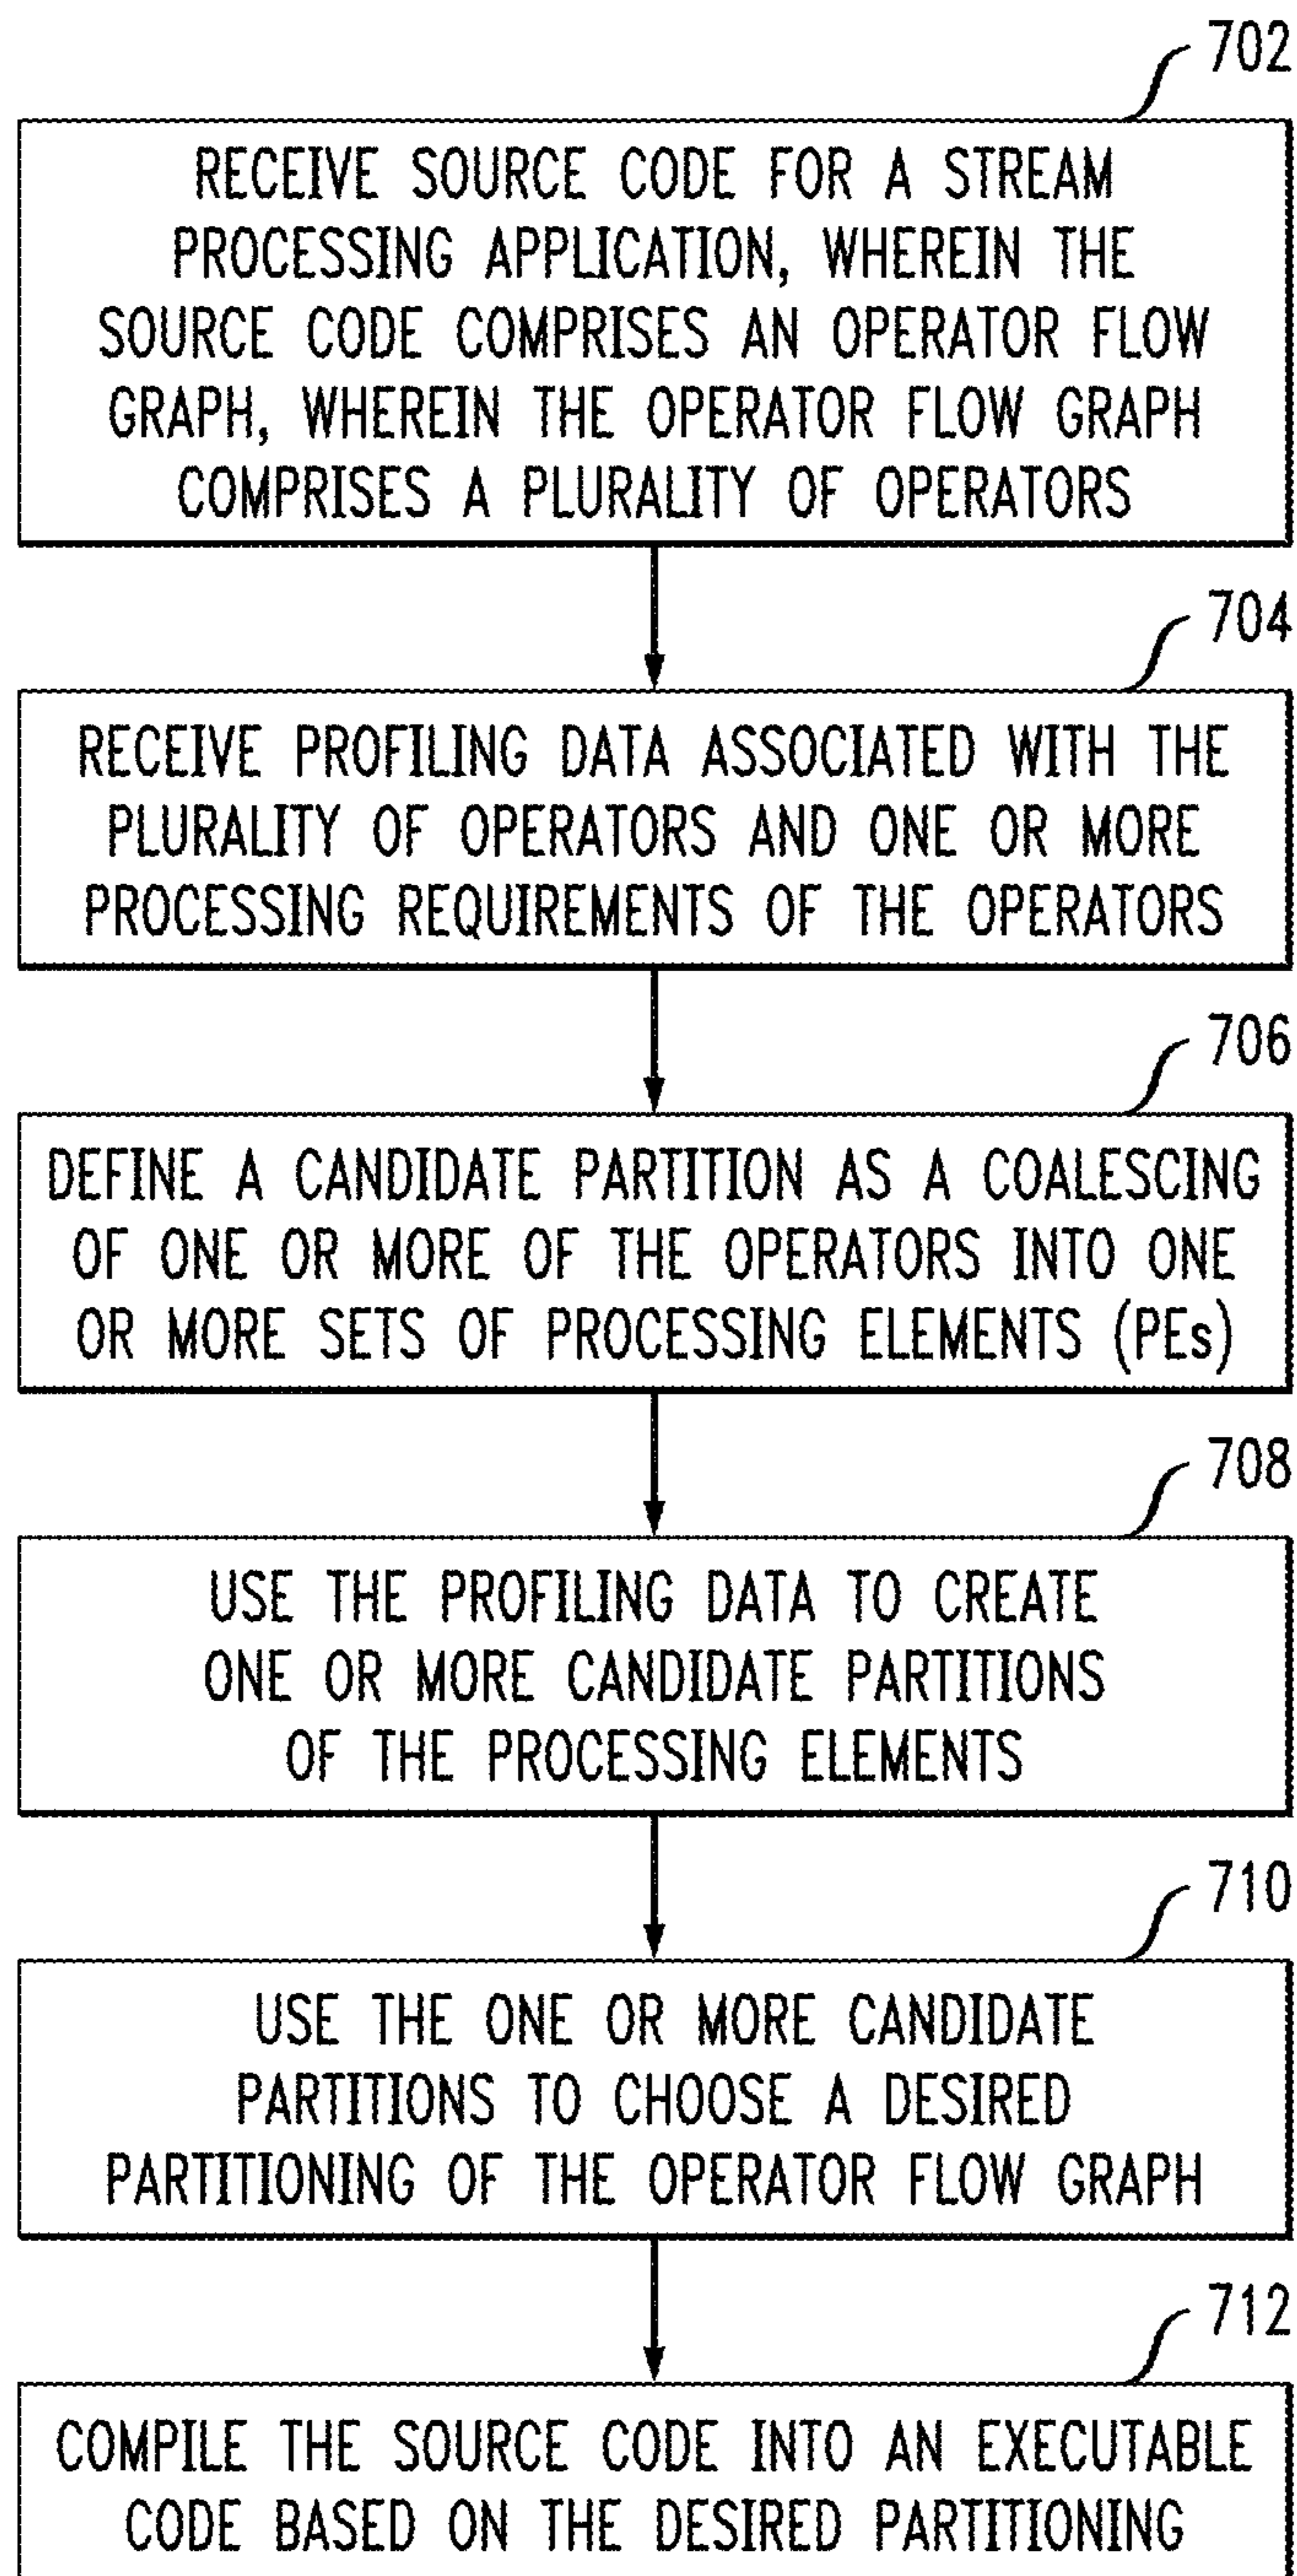 702
RECEIVE SOURCE CODE FOR A STREAM
PROCESSING APPLICATION, WHEREIN THE
SOURCE CODE COMPRISES AN OPERATOR FLOW
GRAPH, WHEREIN THE OPERATOR FLOW GRAPH
COMPRISES A PLURALITY OF OPERATORS
704
RECEIVE PROFILING DATA ASSOCIATED WITH THE
PLURALITY OF OPERATORS AND ONE OR MORE
PROCESSING REQUIREMENTS OF THE OPERATORS
706
DEFINE A CANDIDATE PARTITION AS A COALESCING
OF ONE OR MORE OF THE OPERATORS INTO ONE
OR MORE SETS OF PROCESSING ELEMENTS (PEs)
708
USE THE PROFILING DATA TO CREATE
ONE OR MORE CANDIDATE PARTITIONS
OF THE PROCESSING ELEMENTS
710
USE THE ONE OR MORE CANDIDATE
PARTITIONS TO CHOOSE A DESIRED
PARTITIONING OF THE OPERATOR FLOW GRAPH
712
COMPILE THE SOURCE CODE INTO AN EXECUTABLE
CODE BASED ON THE DESIRED PARTITIONING